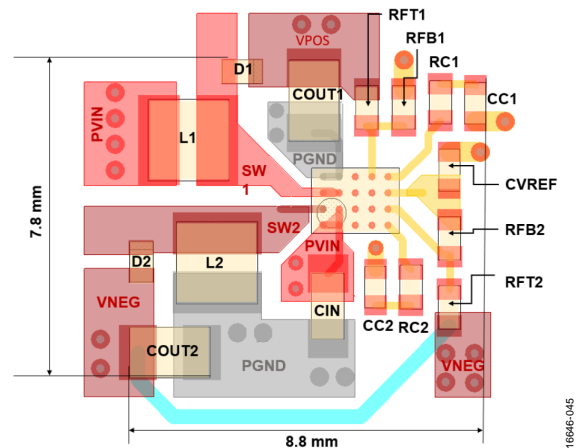 RFT1
VPOS
RFB1
D1
RC1
COUT1
CC1
PVIN
L1
PGND
SW
1
CVREF
7.8 mm
SW2
PVIN
RFB2
D2
L2
VNEG
RFT2
CIN
CC2
RC2
COUT2
PGND
VNEG
8.8 mm
16646-045